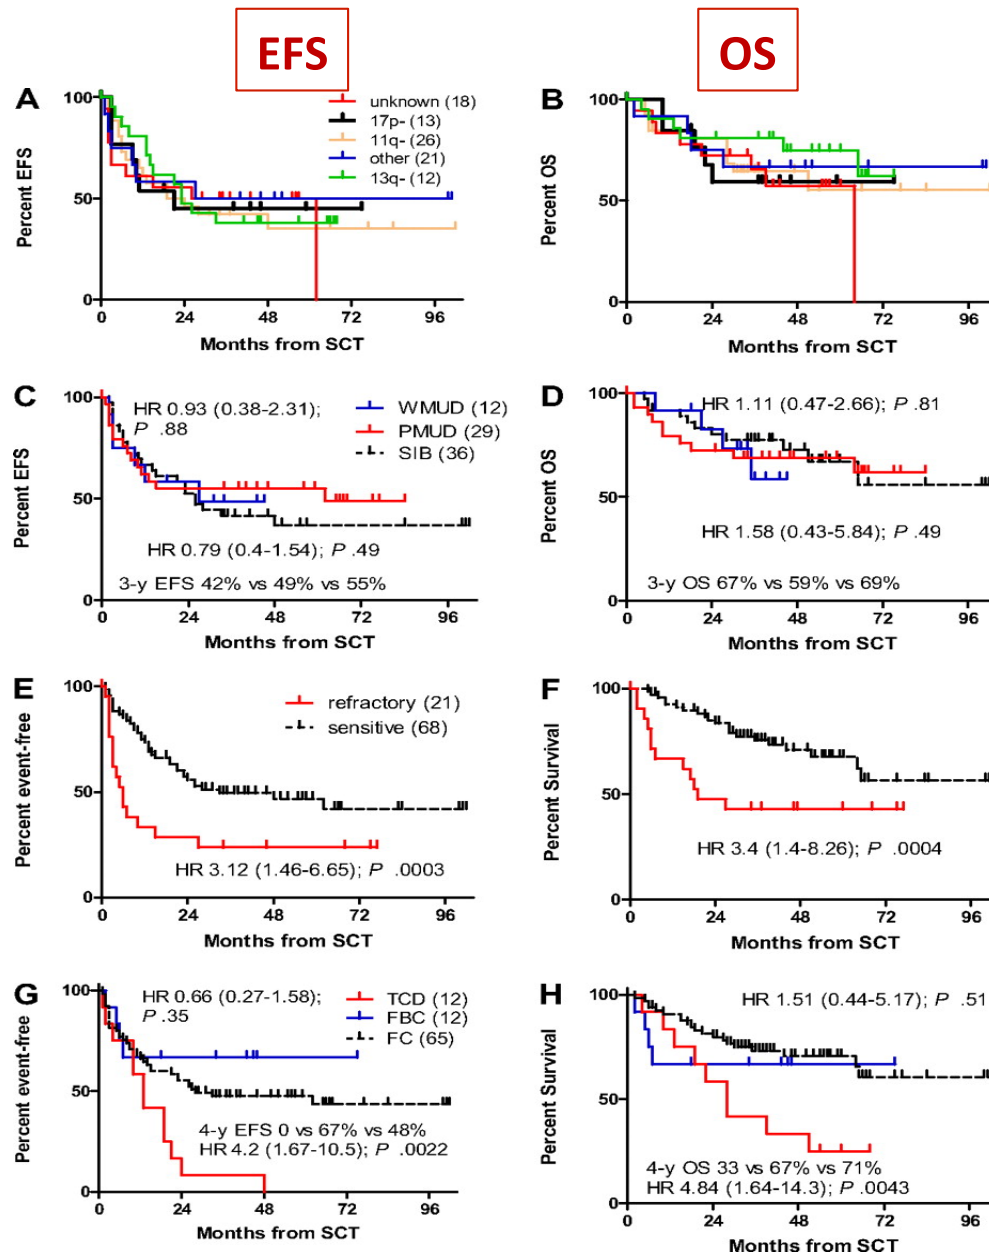 EFS
OS
A
100
50
0
Percent EFS
unknown (18)
17p- (13)
11q- (26)
other (21)
13q- (12)
0 24 48 72 96
Months from SCT
B
100
50
0
Percent OS
0 24 48 72 96
Months from SCT
C
100
50
0
Percent EFS
HR 0.93 (0.38-2.31);
P .88
WMUD (12)
PMUD (29)
SIB (36)
HR 0.79 (0.4-1.54); P .49
3-y EFS 42% vs 49% vs 55%
0 24 48 72 96
Months from SCT
D
100
50
0
Percent OS
HR 1.11 (0.47-2.66); P .81
HR 1.58 (0.43-5.84); P .49
3-y OS 67% vs 59% vs 69%
0 24 48 72 96
Months from SCT
E
100
50
0
Percent event-free
refractory (21)
sensitive (68)
HR 3.12 (1.46-6.65); P .0003
0 24 48 72 96
Months from SCT
F
100
50
0
Percent Survival
HR 3.4 (1.4-8.26); P .0004
0 24 48 72 96
Months from SCT
G
100
50
0
Percent event-free
HR 0.66 (0.27-1.58);
P .35
TCD (12)
FBC (12)
FC (65)
4-y EFS 0 vs 67% vs 48%
HR 4.2 (1.67-10.5); P .0022
0 24 48 72 96
Months from SCT
H
100
50
0
Percent Survival
HR 1.51 (0.44-5.17); P .51
4-y OS 33 vs 67% vs 71%
HR 4.84 (1.64-14.3); P .0043
0 24 48 72 96
Months from SCT